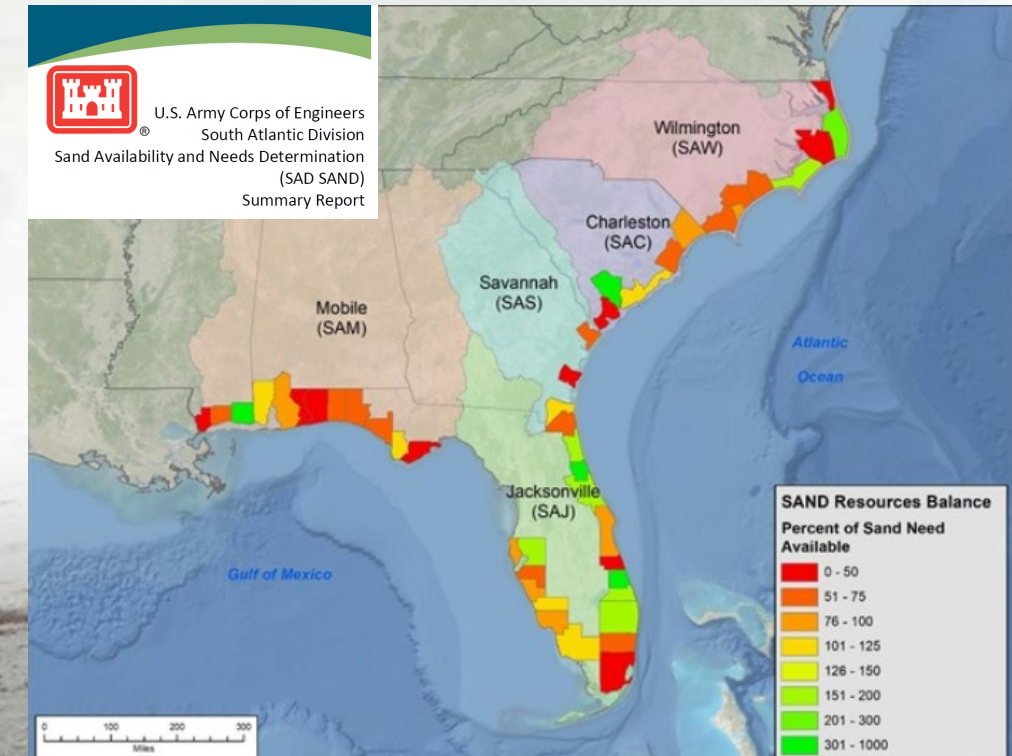 ®
U.S. Army Corps of Engineers
South Atlantic Division
Sand Availability and Needs Determination
(SAD SAND)
Summary Report
Wilmington
(SAW)
Charleston
(SAC)
Savannah
(SAS)
Mobile
(SAM)
Atlantic
Ocean
Jacksonville
(SAJ)
Gulf of Mexico
SAND Resources Balance
Percent of Sand Need
Available
0 - 50
51 - 75
76 - 100
101 - 125
126 - 150
151 - 200
201 - 300
301 - 1000
0 100 200 300
Miles